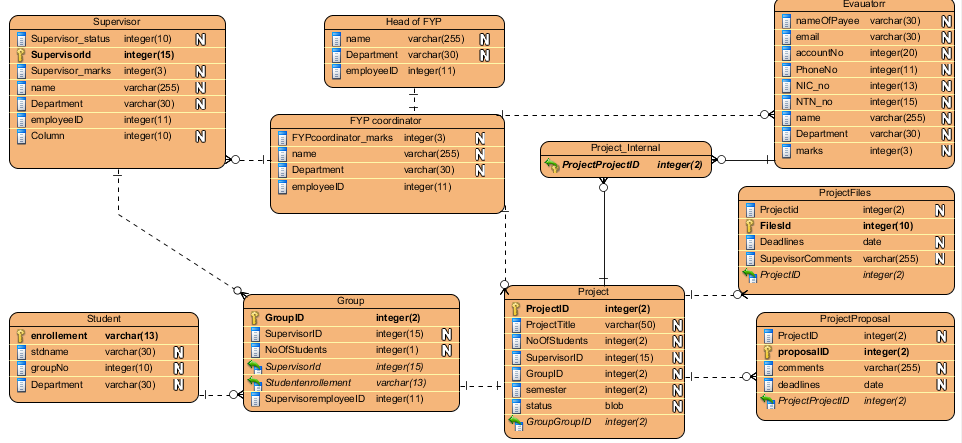 Supervisor
Supervisor_status integer(10) N
SupervisorId integer(15)
Supervisor_marks integer(3) N
name varchar(255) N
Department varchar(30) N
employeeID integer(11)
Column integer(10) N
Head of FYP
name varchar(255) N
Department varchar(30) N
employeeID integer(11)
Evauatorr
nameOfPayee varchar(30) N
email varchar(30) N
accountNo integer(20) N
PhoneNo integer(11) N
NIC_no integer(13) N
NTN_no integer(15) N
name varchar(255) N
Department varchar(30) N
marks integer(3) N
FYP coordinator
FYPcoordinator_marks integer(3) N
name varchar(255) N
Department varchar(30) N
employeeID integer(11)
Project_Internal
ProjectProjectID integer(2)
ProjectFiles
Projectid integer(2) N
FilesId integer(10)
Deadlines date N
SupevisorComments varchar(255) N
ProjectID integer(2)
Student
enrollement varchar(13)
stdname varchar(30) N
groupNo integer(10) N
Department varchar(30) N
Group
GroupID integer(2)
SupervisorID integer(15) N
NoOfStudents integer(1) N
SupervisorId integer(15)
Studentenrollement varchar(13)
SupervisoremployeeID integer(11)
Project
ProjectID integer(2)
ProjectTitle varchar(50) N
NoOfStudents integer(2) N
SupervisorID integer(15) N
GroupID integer(2) N
semester integer(2) N
status blob N
GroupGroupID integer(2)
ProjectProposal
ProjectID integer(2) N
proposalID integer(2)
comments varchar(255) N
deadlines date N
ProjectProjectID integer(2)